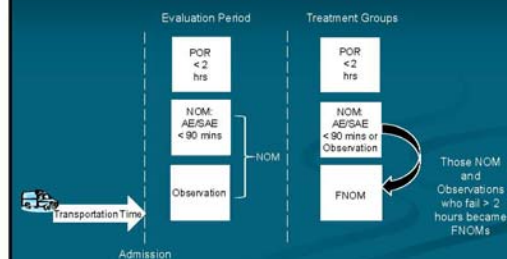 Evaluation Period
POR
< 2
hrs
NOM:
AE/SAE
< 90 mins
NOM
Observation
Transportation Time
Admission
Treatment Groups
POR
< 2
hrs
NOM:
AE/SAE
< 90 mins or
Observation
FNOM
Those NOM
and
Observations
who fail > 2
hours became
FNOMs